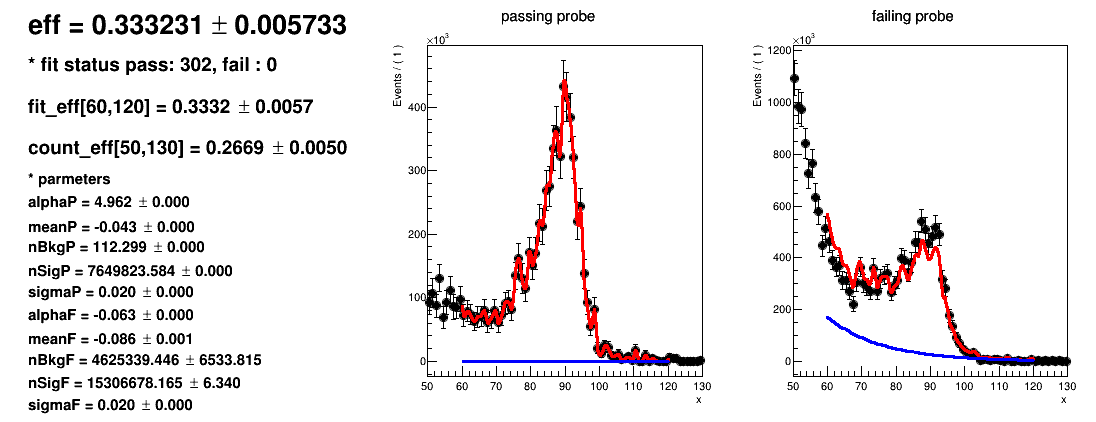 eff = 0.333231 ± 0.005733
* fit status pass: 302, fail : 0
fit_eff[60,120] = 0.3332 ± 0.0057
count_eff[50,130] = 0.2669 ± 0.0050
* parmeters
alphaP = 4.962 ± 0.000
meanP = -0.043 ± 0.000
nBkgP = 112.299 ± 0.000
nSigP = 7649823.584 ± 0.000
sigmaP = 0.020 ± 0.000
alphaF = -0.063 ± 0.000
meanF = -0.086 ± 0.001
nBkgF = 4625339.446 ± 6533.815
nSigF = 15306678.165 ± 6.340
sigmaF = 0.020 ± 0.000
passing probe
×10³
Events / ( 1 )
400
300
200
100
0
50 60 70 80 90 100 110 120 130
x
failing probe
×10³
Events / ( 1 )
1200
1000
800
600
400
200
0
50 60 70 80 90 100 110 120 130
x